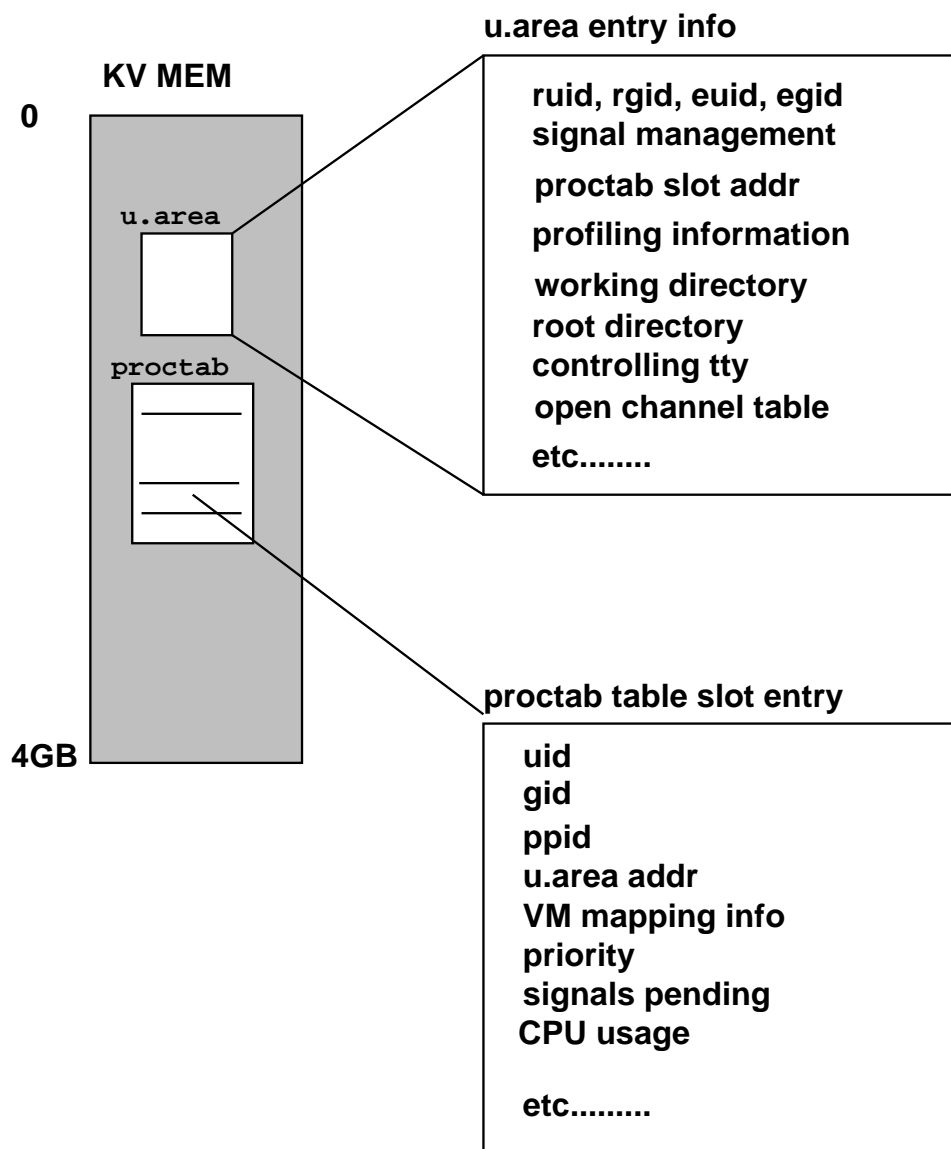 u.area entry info
KV MEM
0
u.area
proctab
4GB
ruid, rgid, euid, egid
signal management
proctab slot addr
profiling information
working directory
root directory
controlling tty
open channel table
etc........
proctab table slot entry
uid
gid
ppid
u.area addr
VM mapping info
priority
signals pending
CPU usage
etc.........